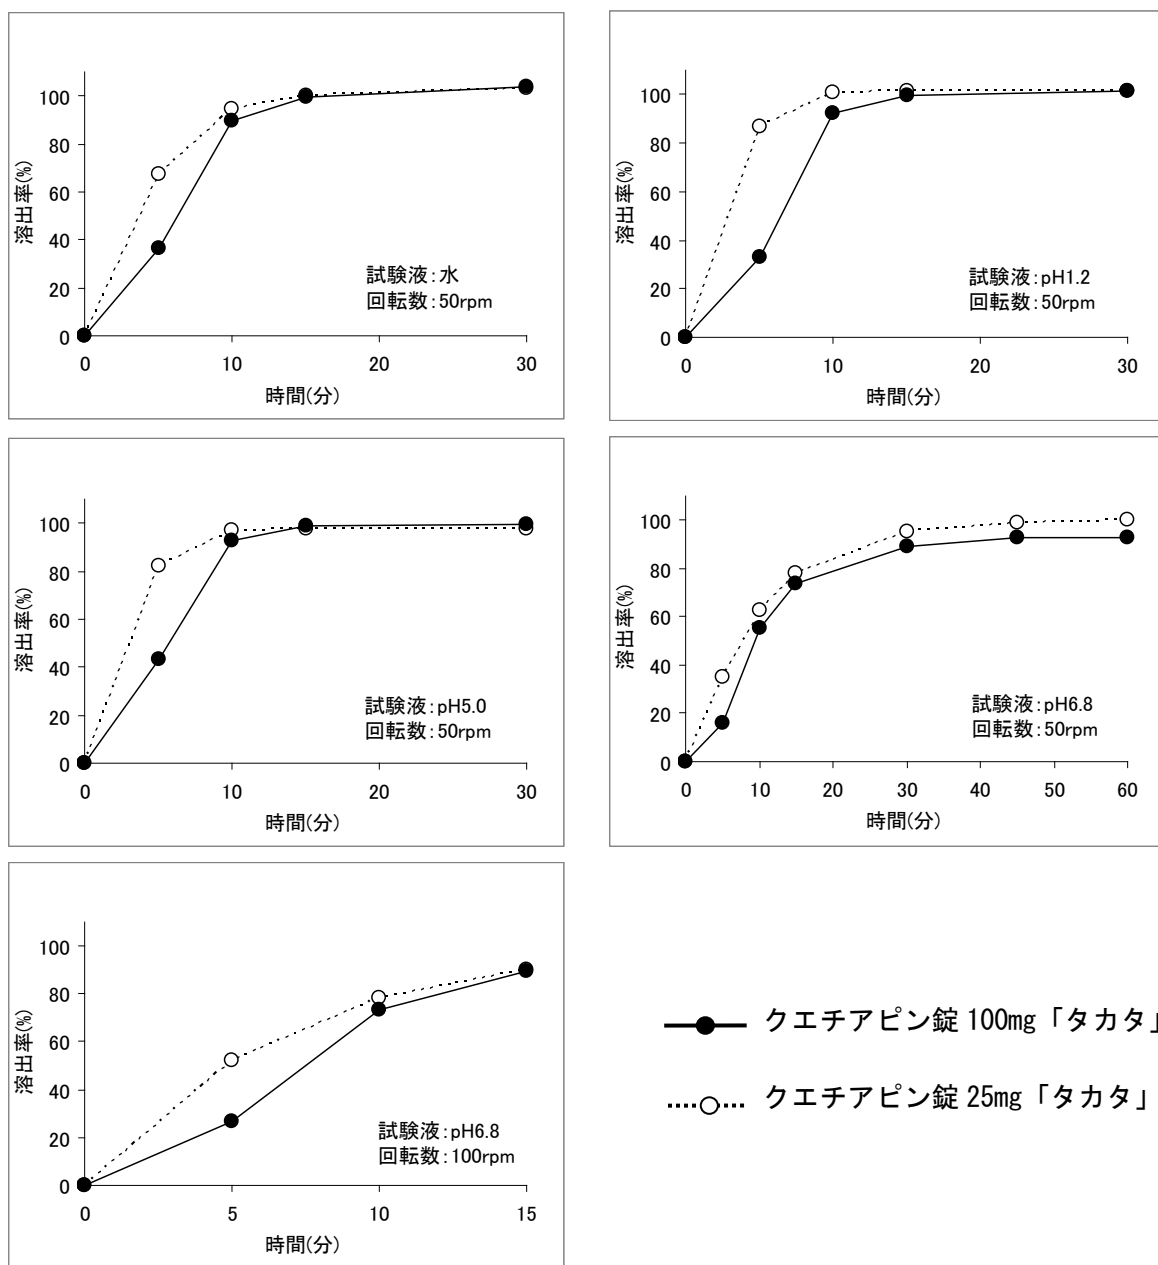 溶出率(%)
100
80
60
40
20
0
試験液:水
回転数:50rpm
0 10 20 30
時間(分)
溶出率(%)
100
80
60
40
20
0
試験液:pH1.2
回転数:50rpm
0 10 20 30
時間(分)
溶出率(%)
100
80
60
40
20
0
試験液:pH5.0
回転数:50rpm
0 10 20 30
時間(分)
溶出率(%)
100
80
60
40
20
0
試験液:pH6.8
回転数:50rpm
0 10 20 30 40 50 60
時間(分)
溶出率(%)
100
80
60
40
20
0
試験液:pH6.8
回転数:100rpm
0 5 10 15
時間(分)
クエチアピン錠 100mg「タカタ」
クエチアピン錠 25mg「タカタ」